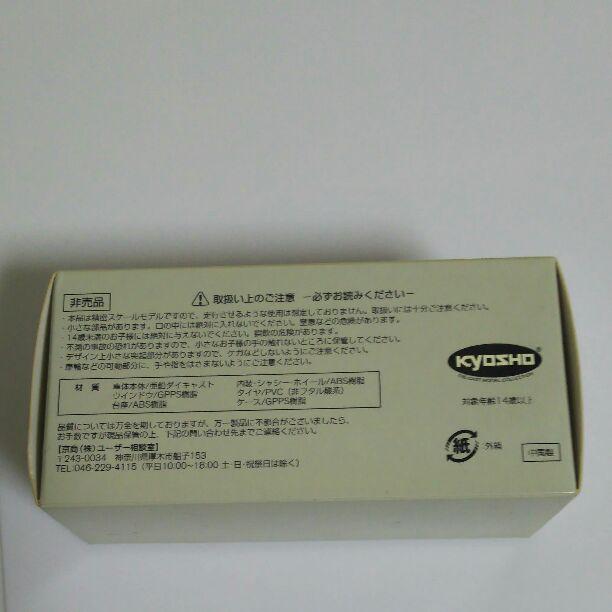 非売品
取扱い上のご注意 ー必ずお読みくださいー
・本品は精密スケールモデルですので、走行させるような使用は想定しておりません。取扱いには十分ご注意ください。
・小さな部品があります。口の中には絶対に入れないでください。窒息などの危険があります。
・14歳未満のお子様には絶対に与えないでください。誤飲の危険があります。
・不測の事故の恐れがありますので、小さなお子様の手の触れないところに保管してください。
・デザイン上小さな突起部分がありますので、ケガなどしないようにご注意ください。
・車輪などの可動部分に、手や指をはさまないようにご注意ください。
材 質 車体本体/亜鉛ダイキャスト 内装・シャシー・ホイール/ABS樹脂
ウインドウ/GPPS樹脂 タイヤ/PVC (非フタル酸系)
台座/ABS樹脂 ケース/GPPS樹脂
品質については万全を期しておりますが、万一製品に不都合がございましたら、
お手数ですが現品保管の上、下記の問い合わせ先までご連絡ください。
【京商(株)ユーザー相談室】
〒243-0034 神奈川県厚木市船子153
TEL:046-229-4115 (平日10:00~18:00 土・日・祝祭日は除く)
KYOSHO
DIE-CAST MODEL COLLECTION
対象年齢14歳以上
紙 :外箱
中国製